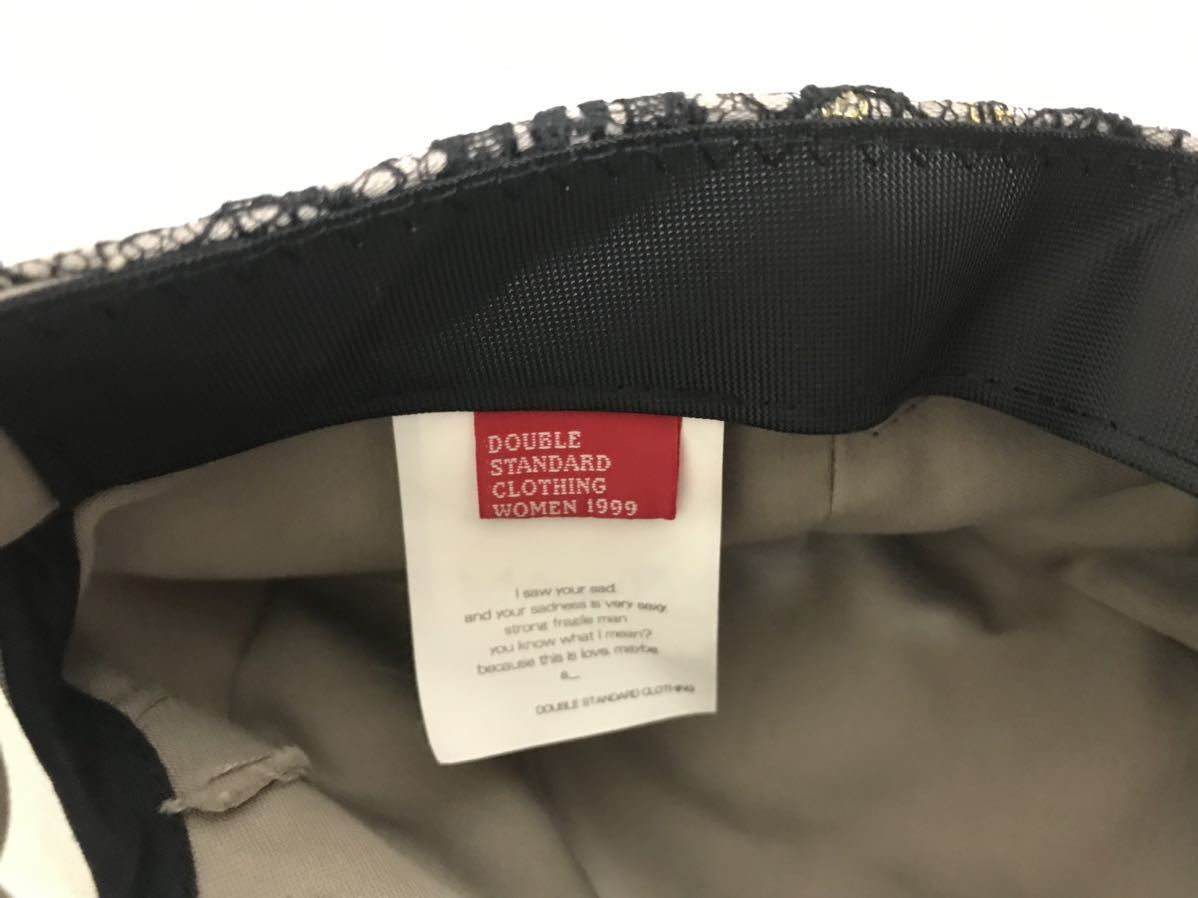 DOUBLE
STANDARD
CLOTHING
WOMEN 1999
I saw your sad,
and your sadness is very sexy,
strong fragile man
you know what I mean?
because this is love, maybe,
a...
DOUBLE STANDARD CLOTHING